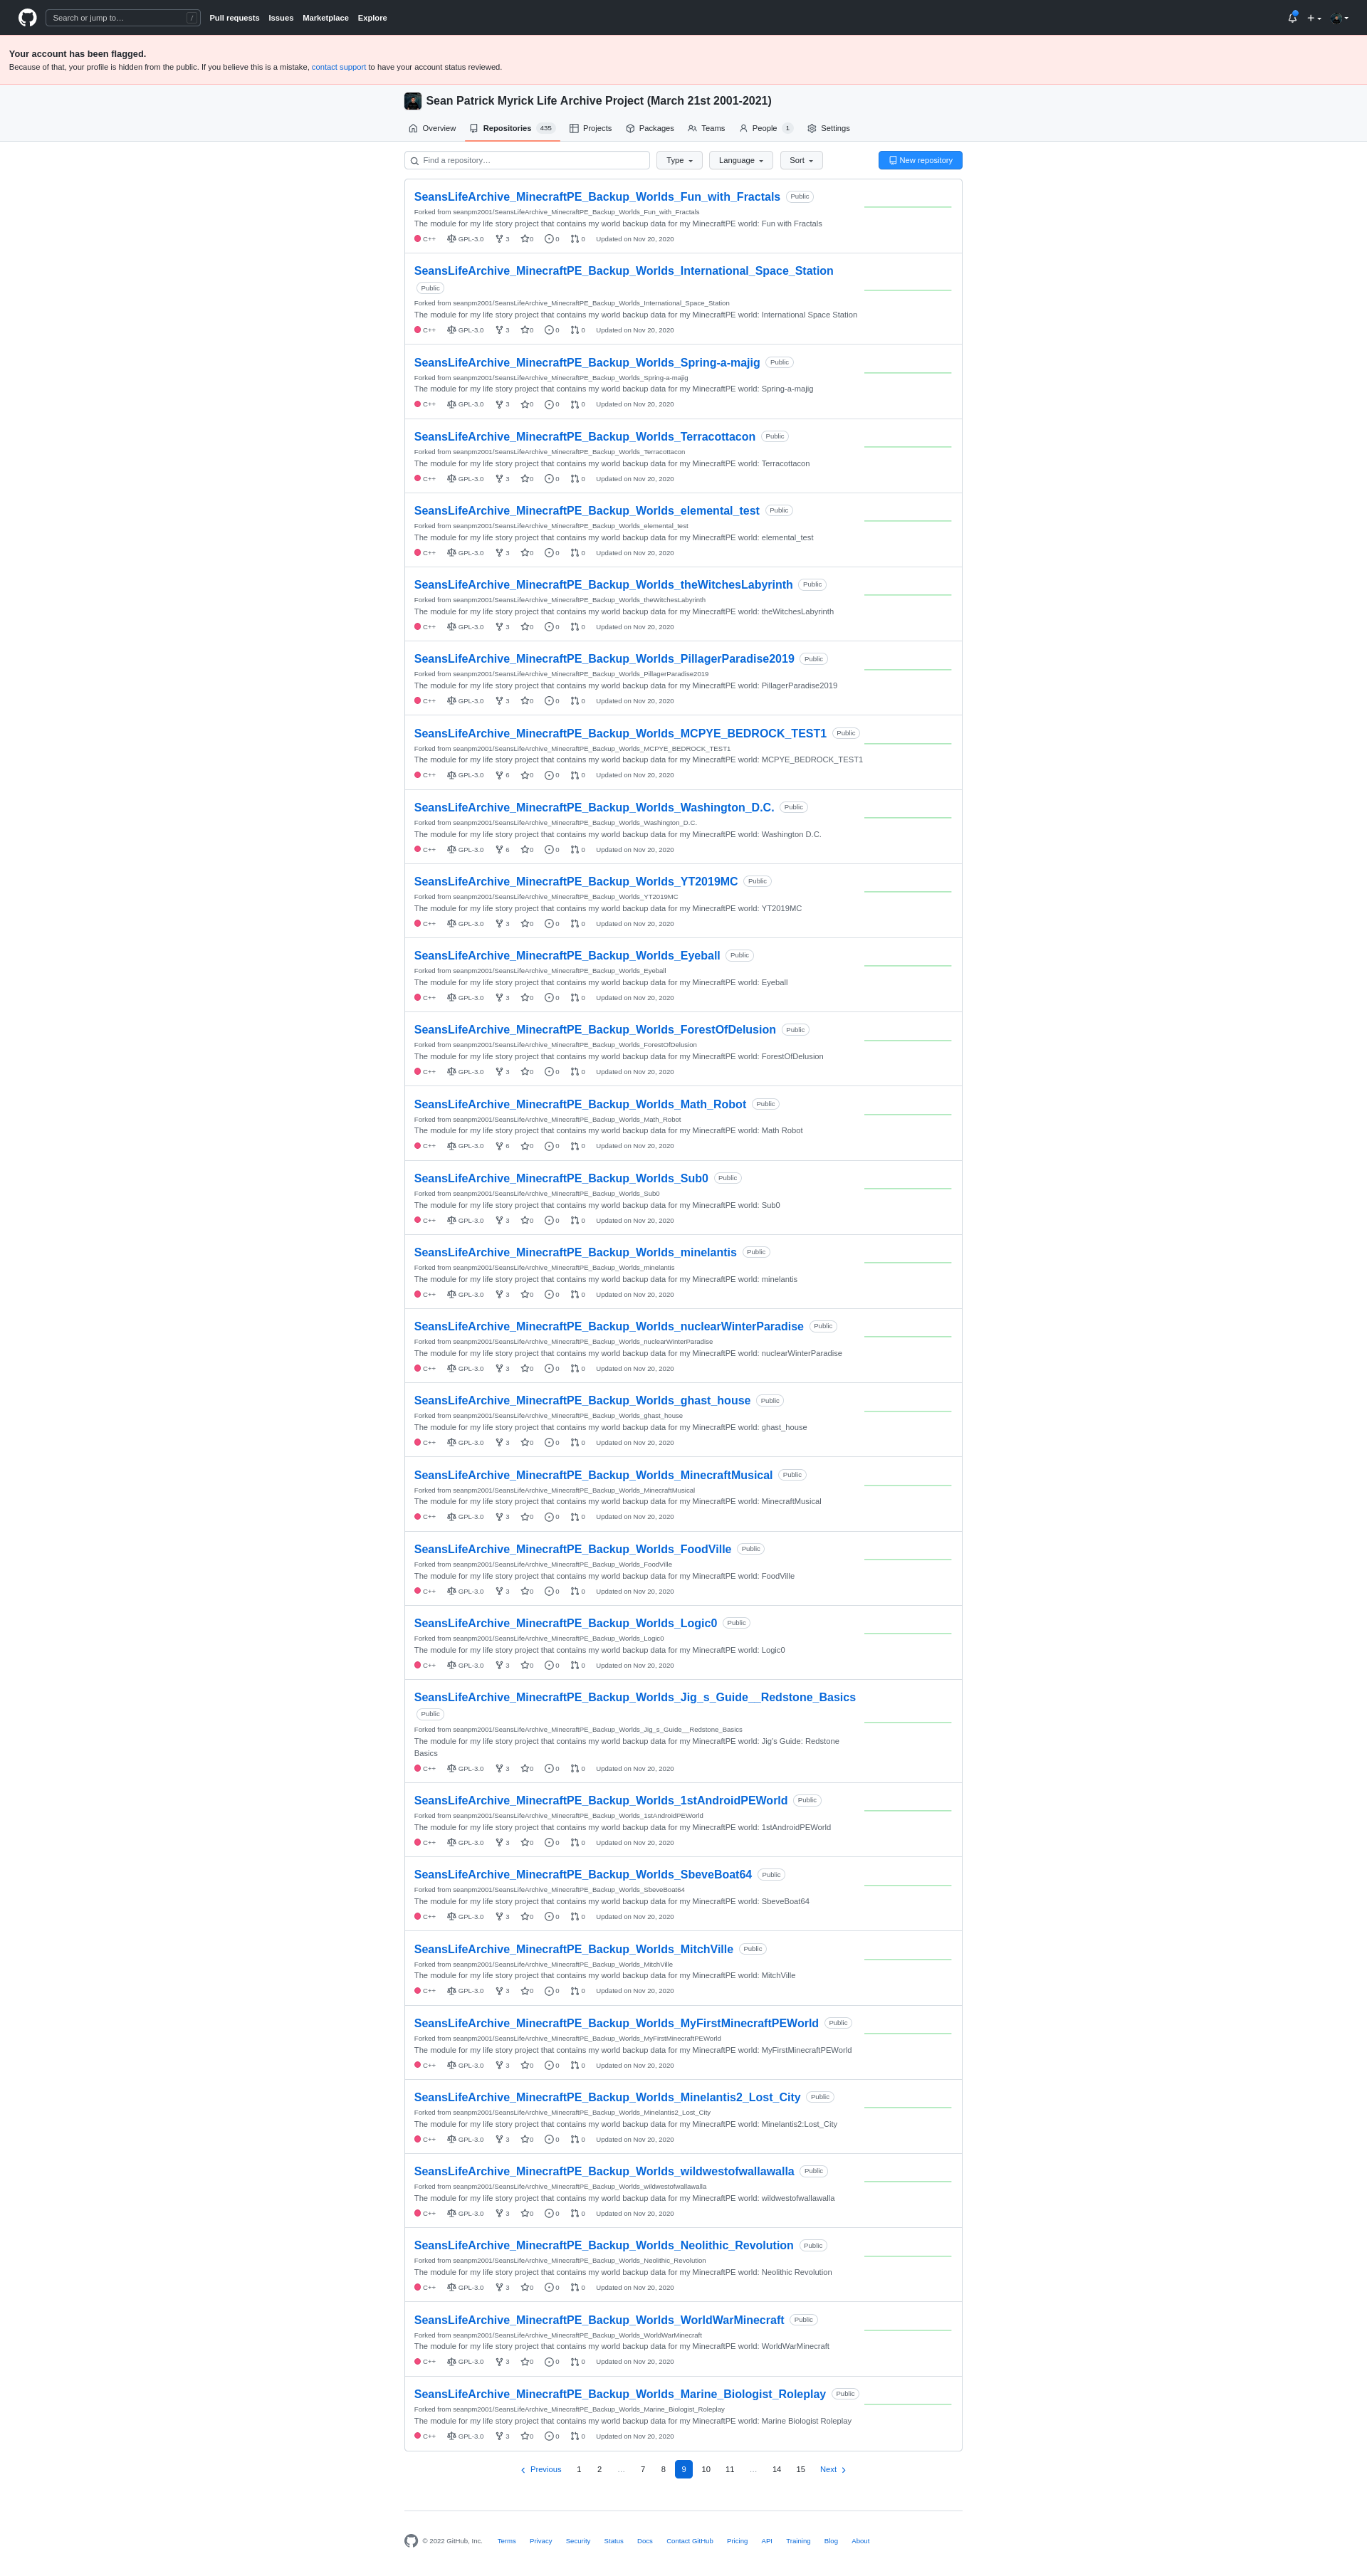 Search or jump to… /
Pull requests Issues Marketplace Explore
Your account has been flagged.
Because of that, your profile is hidden from the public. If you believe this is a mistake, contact support to have your account status reviewed.
Sean Patrick Myrick Life Archive Project (March 21st 2001-2021)
Overview Repositories 435 Projects Packages Teams People 1 Settings
Find a repository… Type Language Sort New repository
SeansLifeArchive_MinecraftPE_Backup_Worlds_Fun_with_Fractals Public
Forked from seanpm2001/SeansLifeArchive_MinecraftPE_Backup_Worlds_Fun_with_Fractals
The module for my life story project that contains my world backup data for my MinecraftPE world: Fun with Fractals
C++ GPL-3.0 3 0 0 0 Updated on Nov 20, 2020
SeansLifeArchive_MinecraftPE_Backup_Worlds_International_Space_Station
Public
Forked from seanpm2001/SeansLifeArchive_MinecraftPE_Backup_Worlds_International_Space_Station
The module for my life story project that contains my world backup data for my MinecraftPE world: International Space Station
C++ GPL-3.0 3 0 0 0 Updated on Nov 20, 2020
SeansLifeArchive_MinecraftPE_Backup_Worlds_Spring-a-majig Public
Forked from seanpm2001/SeansLifeArchive_MinecraftPE_Backup_Worlds_Spring-a-majig
The module for my life story project that contains my world backup data for my MinecraftPE world: Spring-a-majig
C++ GPL-3.0 3 0 0 0 Updated on Nov 20, 2020
SeansLifeArchive_MinecraftPE_Backup_Worlds_Terracottacon Public
Forked from seanpm2001/SeansLifeArchive_MinecraftPE_Backup_Worlds_Terracottacon
The module for my life story project that contains my world backup data for my MinecraftPE world: Terracottacon
C++ GPL-3.0 3 0 0 0 Updated on Nov 20, 2020
SeansLifeArchive_MinecraftPE_Backup_Worlds_elemental_test Public
Forked from seanpm2001/SeansLifeArchive_MinecraftPE_Backup_Worlds_elemental_test
The module for my life story project that contains my world backup data for my MinecraftPE world: elemental_test
C++ GPL-3.0 3 0 0 0 Updated on Nov 20, 2020
SeansLifeArchive_MinecraftPE_Backup_Worlds_theWitchesLabyrinth Public
Forked from seanpm2001/SeansLifeArchive_MinecraftPE_Backup_Worlds_theWitchesLabyrinth
The module for my life story project that contains my world backup data for my MinecraftPE world: theWitchesLabyrinth
C++ GPL-3.0 3 0 0 0 Updated on Nov 20, 2020
SeansLifeArchive_MinecraftPE_Backup_Worlds_PillagerParadise2019 Public
Forked from seanpm2001/SeansLifeArchive_MinecraftPE_Backup_Worlds_PillagerParadise2019
The module for my life story project that contains my world backup data for my MinecraftPE world: PillagerParadise2019
C++ GPL-3.0 3 0 0 0 Updated on Nov 20, 2020
SeansLifeArchive_MinecraftPE_Backup_Worlds_MCPYE_BEDROCK_TEST1 Public
Forked from seanpm2001/SeansLifeArchive_MinecraftPE_Backup_Worlds_MCPYE_BEDROCK_TEST1
The module for my life story project that contains my world backup data for my MinecraftPE world: MCPYE_BEDROCK_TEST1
C++ GPL-3.0 6 0 0 0 Updated on Nov 20, 2020
SeansLifeArchive_MinecraftPE_Backup_Worlds_Washington_D.C. Public
Forked from seanpm2001/SeansLifeArchive_MinecraftPE_Backup_Worlds_Washington_D.C.
The module for my life story project that contains my world backup data for my MinecraftPE world: Washington D.C.
C++ GPL-3.0 6 0 0 0 Updated on Nov 20, 2020
SeansLifeArchive_MinecraftPE_Backup_Worlds_YT2019MC Public
Forked from seanpm2001/SeansLifeArchive_MinecraftPE_Backup_Worlds_YT2019MC
The module for my life story project that contains my world backup data for my MinecraftPE world: YT2019MC
C++ GPL-3.0 3 0 0 0 Updated on Nov 20, 2020
SeansLifeArchive_MinecraftPE_Backup_Worlds_Eyeball Public
Forked from seanpm2001/SeansLifeArchive_MinecraftPE_Backup_Worlds_Eyeball
The module for my life story project that contains my world backup data for my MinecraftPE world: Eyeball
C++ GPL-3.0 3 0 0 0 Updated on Nov 20, 2020
SeansLifeArchive_MinecraftPE_Backup_Worlds_ForestOfDelusion Public
Forked from seanpm2001/SeansLifeArchive_MinecraftPE_Backup_Worlds_ForestOfDelusion
The module for my life story project that contains my world backup data for my MinecraftPE world: ForestOfDelusion
C++ GPL-3.0 3 0 0 0 Updated on Nov 20, 2020
SeansLifeArchive_MinecraftPE_Backup_Worlds_Math_Robot Public
Forked from seanpm2001/SeansLifeArchive_MinecraftPE_Backup_Worlds_Math_Robot
The module for my life story project that contains my world backup data for my MinecraftPE world: Math Robot
C++ GPL-3.0 6 0 0 0 Updated on Nov 20, 2020
SeansLifeArchive_MinecraftPE_Backup_Worlds_Sub0 Public
Forked from seanpm2001/SeansLifeArchive_MinecraftPE_Backup_Worlds_Sub0
The module for my life story project that contains my world backup data for my MinecraftPE world: Sub0
C++ GPL-3.0 3 0 0 0 Updated on Nov 20, 2020
SeansLifeArchive_MinecraftPE_Backup_Worlds_minelantis Public
Forked from seanpm2001/SeansLifeArchive_MinecraftPE_Backup_Worlds_minelantis
The module for my life story project that contains my world backup data for my MinecraftPE world: minelantis
C++ GPL-3.0 3 0 0 0 Updated on Nov 20, 2020
SeansLifeArchive_MinecraftPE_Backup_Worlds_nuclearWinterParadise Public
Forked from seanpm2001/SeansLifeArchive_MinecraftPE_Backup_Worlds_nuclearWinterParadise
The module for my life story project that contains my world backup data for my MinecraftPE world: nuclearWinterParadise
C++ GPL-3.0 3 0 0 0 Updated on Nov 20, 2020
SeansLifeArchive_MinecraftPE_Backup_Worlds_ghast_house Public
Forked from seanpm2001/SeansLifeArchive_MinecraftPE_Backup_Worlds_ghast_house
The module for my life story project that contains my world backup data for my MinecraftPE world: ghast_house
C++ GPL-3.0 3 0 0 0 Updated on Nov 20, 2020
SeansLifeArchive_MinecraftPE_Backup_Worlds_MinecraftMusical Public
Forked from seanpm2001/SeansLifeArchive_MinecraftPE_Backup_Worlds_MinecraftMusical
The module for my life story project that contains my world backup data for my MinecraftPE world: MinecraftMusical
C++ GPL-3.0 3 0 0 0 Updated on Nov 20, 2020
SeansLifeArchive_MinecraftPE_Backup_Worlds_FoodVille Public
Forked from seanpm2001/SeansLifeArchive_MinecraftPE_Backup_Worlds_FoodVille
The module for my life story project that contains my world backup data for my MinecraftPE world: FoodVille
C++ GPL-3.0 3 0 0 0 Updated on Nov 20, 2020
SeansLifeArchive_MinecraftPE_Backup_Worlds_Logic0 Public
Forked from seanpm2001/SeansLifeArchive_MinecraftPE_Backup_Worlds_Logic0
The module for my life story project that contains my world backup data for my MinecraftPE world: Logic0
C++ GPL-3.0 3 0 0 0 Updated on Nov 20, 2020
SeansLifeArchive_MinecraftPE_Backup_Worlds_Jig_s_Guide__Redstone_Basics
Public
Forked from seanpm2001/SeansLifeArchive_MinecraftPE_Backup_Worlds_Jig_s_Guide__Redstone_Basics
The module for my life story project that contains my world backup data for my MinecraftPE world: Jig's Guide: Redstone
Basics
C++ GPL-3.0 3 0 0 0 Updated on Nov 20, 2020
SeansLifeArchive_MinecraftPE_Backup_Worlds_1stAndroidPEWorld Public
Forked from seanpm2001/SeansLifeArchive_MinecraftPE_Backup_Worlds_1stAndroidPEWorld
The module for my life story project that contains my world backup data for my MinecraftPE world: 1stAndroidPEWorld
C++ GPL-3.0 3 0 0 0 Updated on Nov 20, 2020
SeansLifeArchive_MinecraftPE_Backup_Worlds_SbeveBoat64 Public
Forked from seanpm2001/SeansLifeArchive_MinecraftPE_Backup_Worlds_SbeveBoat64
The module for my life story project that contains my world backup data for my MinecraftPE world: SbeveBoat64
C++ GPL-3.0 3 0 0 0 Updated on Nov 20, 2020
SeansLifeArchive_MinecraftPE_Backup_Worlds_MitchVille Public
Forked from seanpm2001/SeansLifeArchive_MinecraftPE_Backup_Worlds_MitchVille
The module for my life story project that contains my world backup data for my MinecraftPE world: MitchVille
C++ GPL-3.0 3 0 0 0 Updated on Nov 20, 2020
SeansLifeArchive_MinecraftPE_Backup_Worlds_MyFirstMinecraftPEWorld Public
Forked from seanpm2001/SeansLifeArchive_MinecraftPE_Backup_Worlds_MyFirstMinecraftPEWorld
The module for my life story project that contains my world backup data for my MinecraftPE world: MyFirstMinecraftPEWorld
C++ GPL-3.0 3 0 0 0 Updated on Nov 20, 2020
SeansLifeArchive_MinecraftPE_Backup_Worlds_Minelantis2_Lost_City Public
Forked from seanpm2001/SeansLifeArchive_MinecraftPE_Backup_Worlds_Minelantis2_Lost_City
The module for my life story project that contains my world backup data for my MinecraftPE world: Minelantis2:Lost_City
C++ GPL-3.0 3 0 0 0 Updated on Nov 20, 2020
SeansLifeArchive_MinecraftPE_Backup_Worlds_wildwestofwallawalla Public
Forked from seanpm2001/SeansLifeArchive_MinecraftPE_Backup_Worlds_wildwestofwallawalla
The module for my life story project that contains my world backup data for my MinecraftPE world: wildwestofwallawalla
C++ GPL-3.0 3 0 0 0 Updated on Nov 20, 2020
SeansLifeArchive_MinecraftPE_Backup_Worlds_Neolithic_Revolution Public
Forked from seanpm2001/SeansLifeArchive_MinecraftPE_Backup_Worlds_Neolithic_Revolution
The module for my life story project that contains my world backup data for my MinecraftPE world: Neolithic Revolution
C++ GPL-3.0 3 0 0 0 Updated on Nov 20, 2020
SeansLifeArchive_MinecraftPE_Backup_Worlds_WorldWarMinecraft Public
Forked from seanpm2001/SeansLifeArchive_MinecraftPE_Backup_Worlds_WorldWarMinecraft
The module for my life story project that contains my world backup data for my MinecraftPE world: WorldWarMinecraft
C++ GPL-3.0 3 0 0 0 Updated on Nov 20, 2020
SeansLifeArchive_MinecraftPE_Backup_Worlds_Marine_Biologist_Roleplay Public
Forked from seanpm2001/SeansLifeArchive_MinecraftPE_Backup_Worlds_Marine_Biologist_Roleplay
The module for my life story project that contains my world backup data for my MinecraftPE world: Marine Biologist Roleplay
C++ GPL-3.0 3 0 0 0 Updated on Nov 20, 2020
Previous 1 2 … 7 8 9 10 11 … 14 15 Next
© 2022 GitHub, Inc. Terms Privacy Security Status Docs Contact GitHub Pricing API Training Blog About